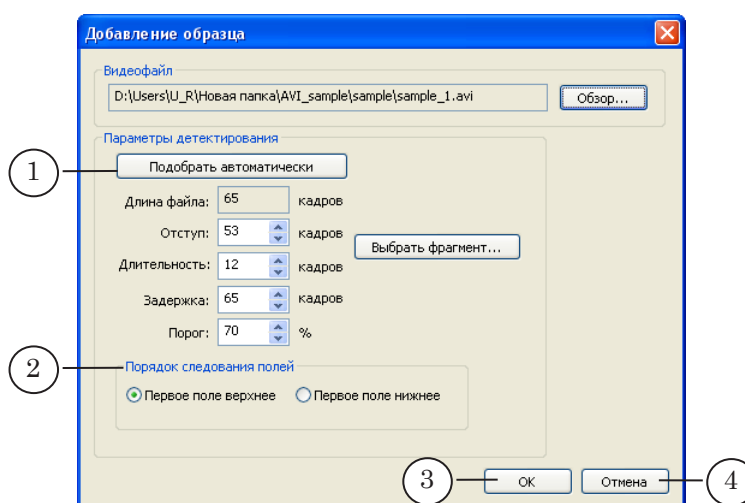 Добавление образца
Видеофайл
D:\Users\U_R\Новая папка\AVI_sample\sample\sample_1.avi
Обзор...
Параметры детектирования
1
Подобрать автоматически
Длина файла: 65 кадров
Отступ: 53 кадров
Выбрать фрагмент...
Длительность: 12 кадров
Задержка: 65 кадров
Порог: 70 %
2
Порядок следования полей
Первое поле верхнее Первое поле нижнее
3 ОК Отмена 4